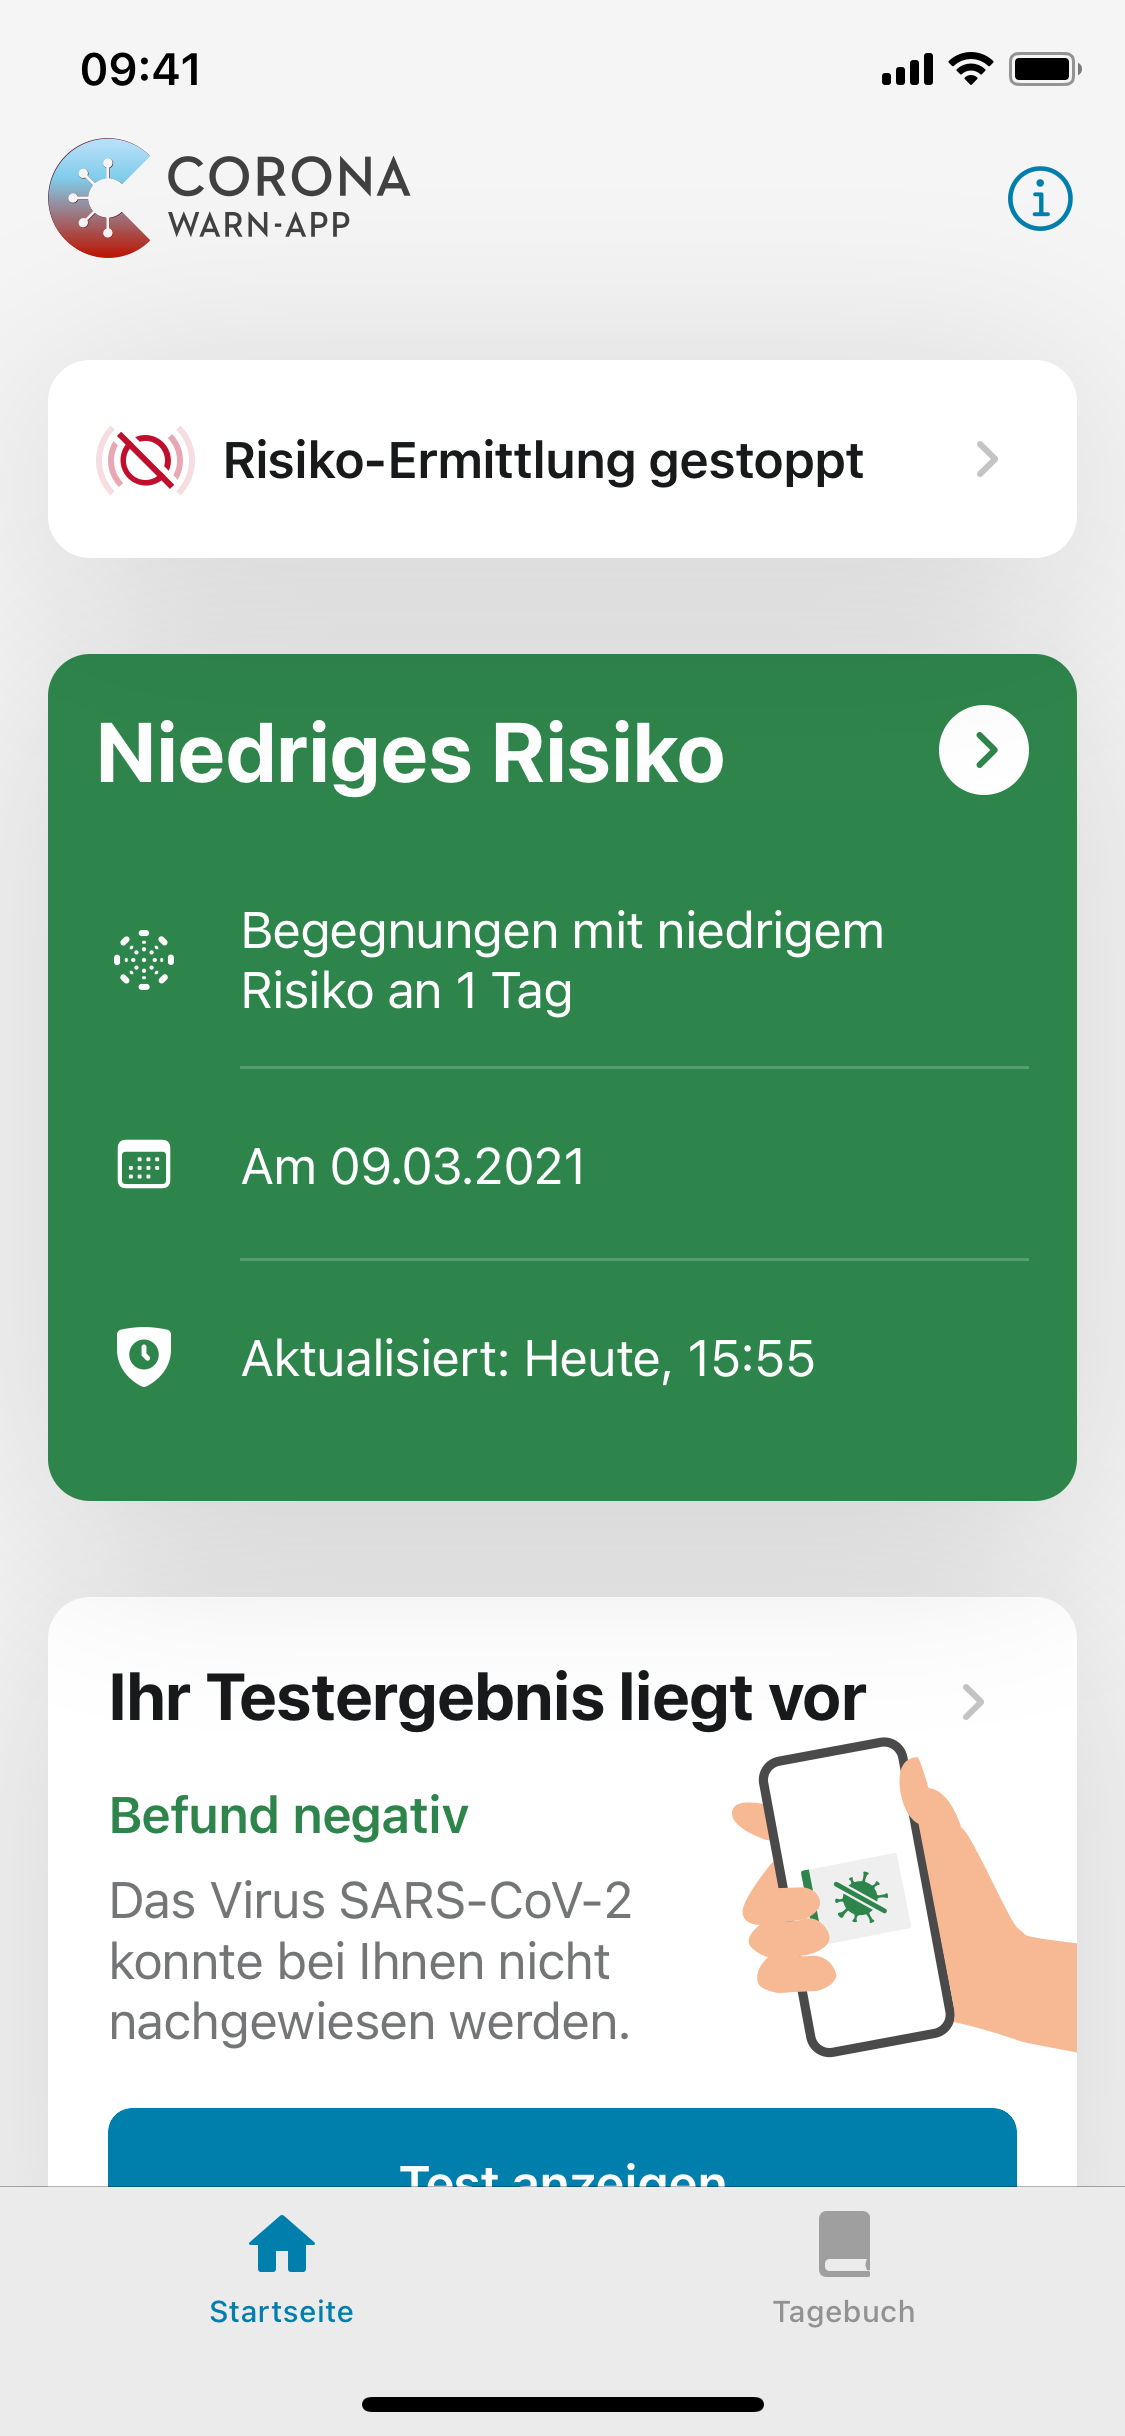 09:41
CORONA
WARN-APP
Risiko-Ermittlung gestoppt
Niedriges Risiko
Begegnungen mit niedrigem
Risiko an 1 Tag
Am 09.03.2021
Aktualisiert: Heute, 15:55
Ihr Testergebnis liegt vor
Befund negativ
Das Virus SARS-CoV-2
konnte bei Ihnen nicht
nachgewiesen werden.
Test anzeigen
Startseite
Tagebuch